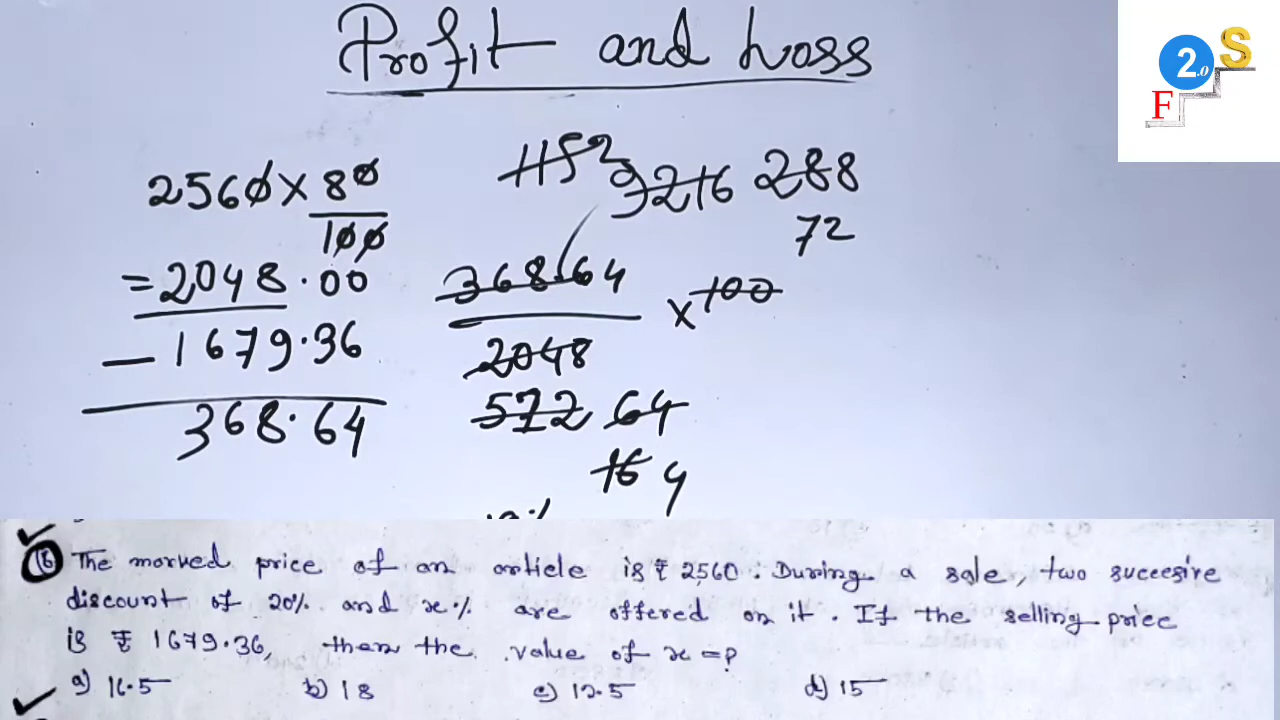 Profit and Loss
2.0 F S
2560 × 80
100
1152 9216 288
72
= 2048.00
368.64 × 100
- 1679.36
2048
368.64
572 64
16 4
(16) The marked price of an article is ₹ 2560. During a sale, two succesive
discount of 20% and x% are offered on it. If the selling price
is ₹ 1679.36, then the value of x = ?
a) 16.5 b) 18 c) 12.5 d) 15